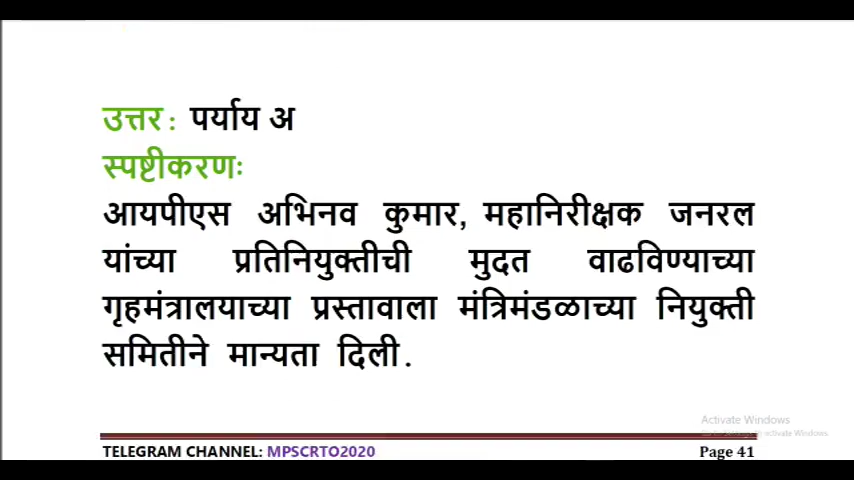 उत्तर: पर्याय अ
स्पष्टीकरणः
आयपीएस अभिनव कुमार, महानिरीक्षक जनरल
यांच्या प्रतिनियुक्तीची मुदत वाढविण्याच्या
गृहमंत्रालयाच्या प्रस्तावाला मंत्रिमंडळाच्या नियुक्ती
समितीने मान्यता दिली.
Activate Windows
TELEGRAM CHANNEL: MPSCRTO2020
Page 41